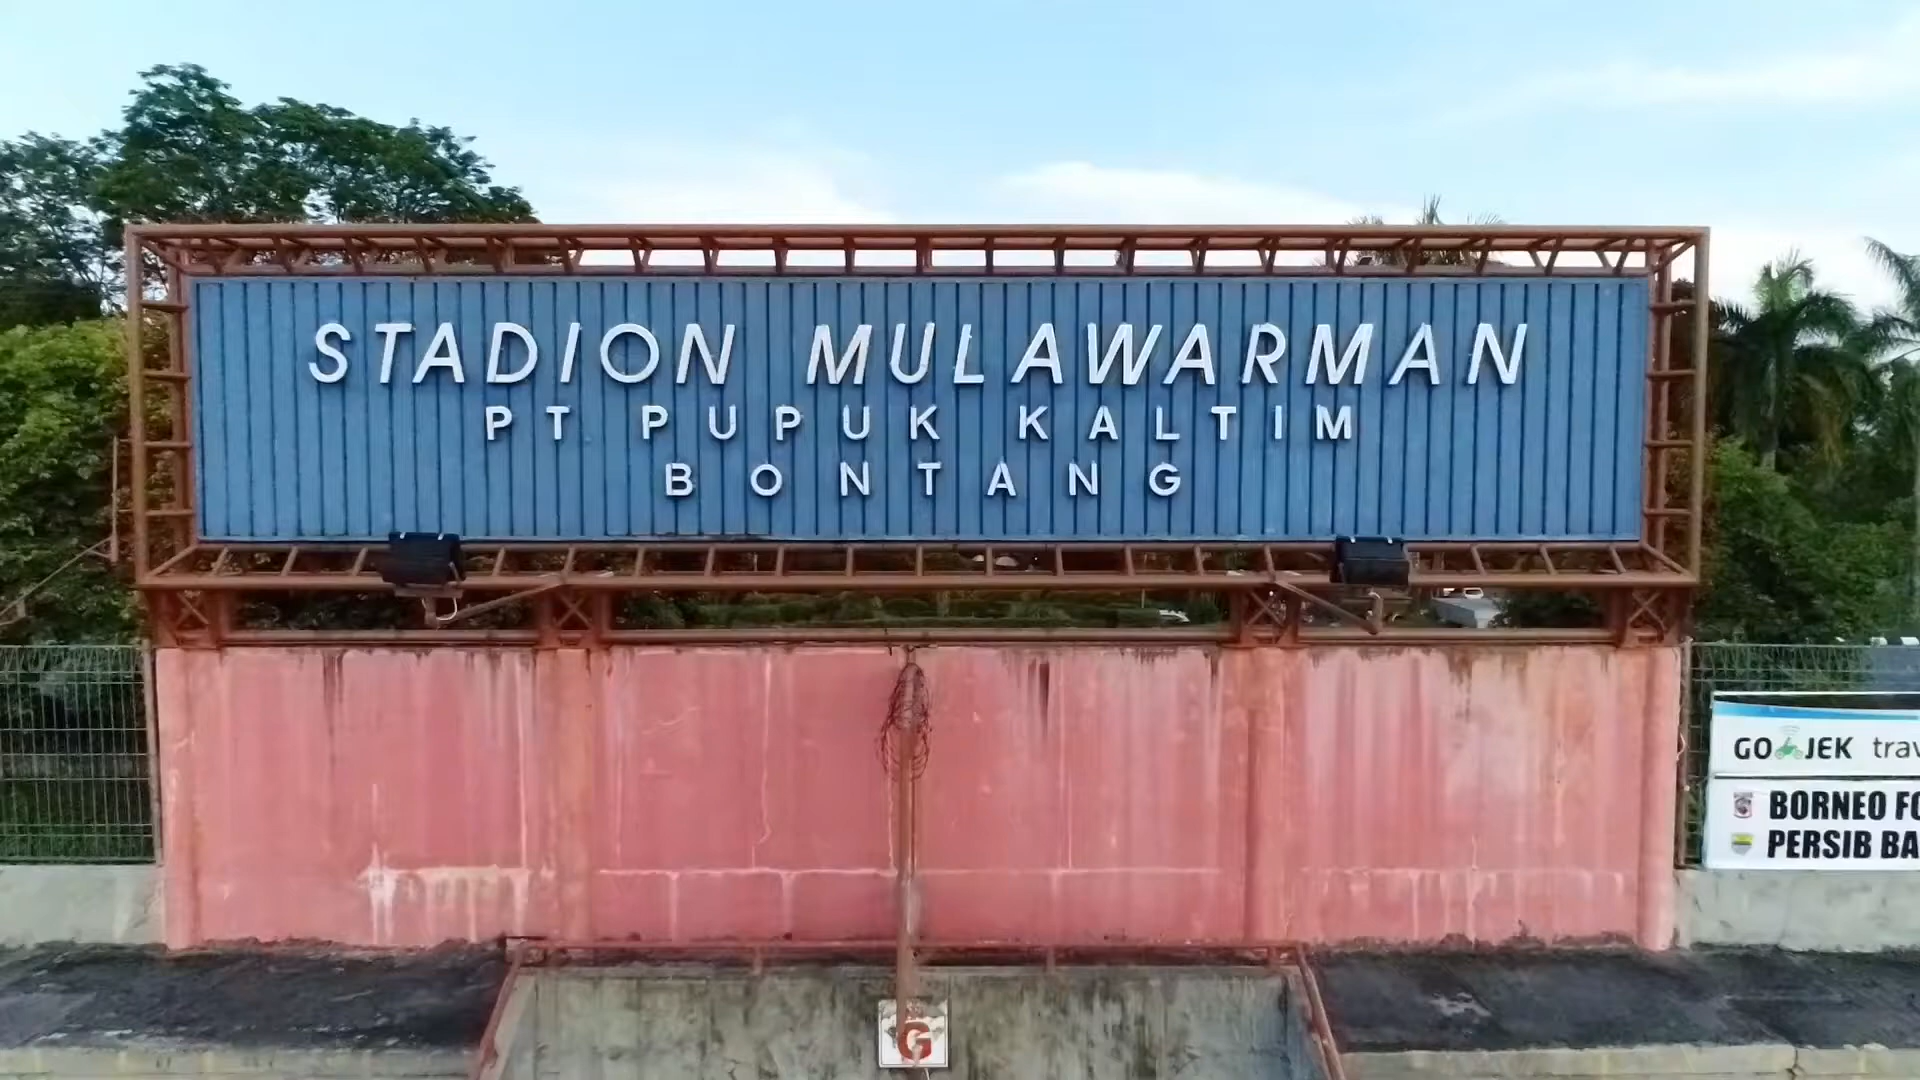 STADION MULAWARMAN
PT PUPUK KALTIM
BONTANG
GOJEK
BORNEO
PERSIB
G